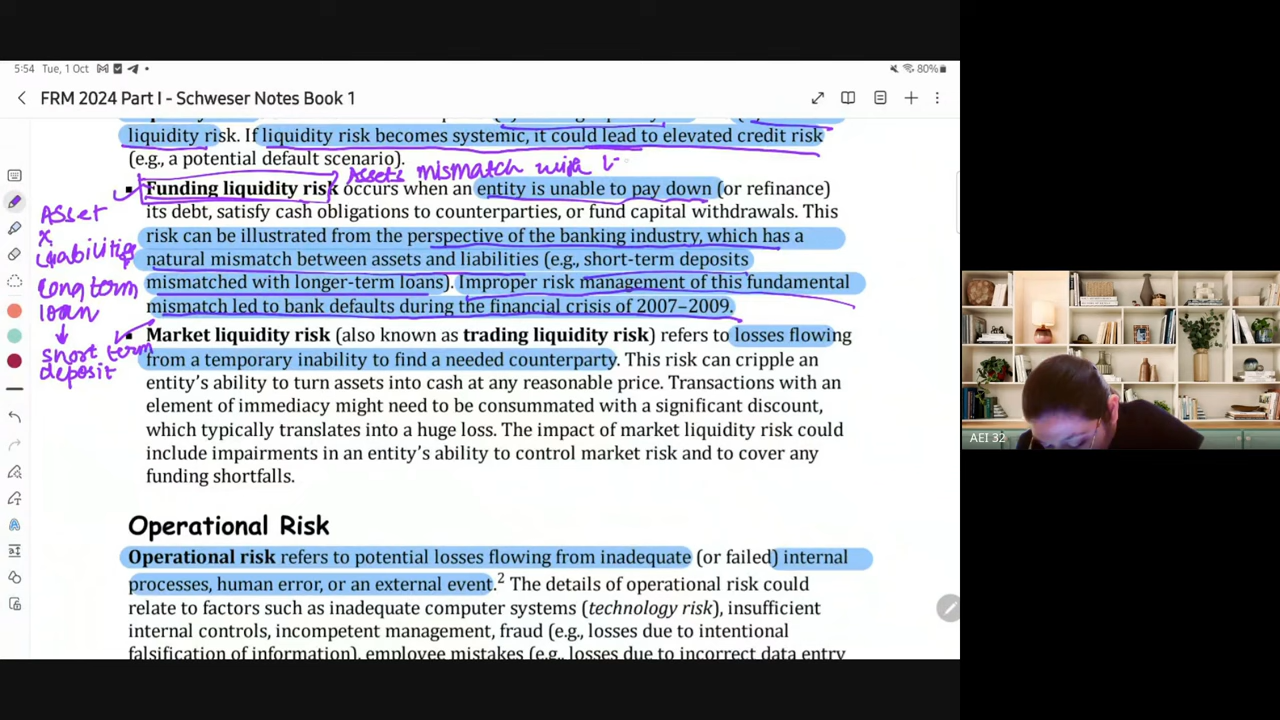 5:54 Tue, 1 Oct
80%
FRM 2024 Part I - Schweser Notes Book 1
liquidity risk. If liquidity risk becomes systemic, it could lead to elevated credit risk
(e.g., a potential default scenario).
Assets mismatch with
Funding liquidity risk occurs when an entity is unable to pay down (or refinance)
its debt, satisfy cash obligations to counterparties, or fund capital withdrawals. This
risk can be illustrated from the perspective of the banking industry, which has a
natural mismatch between assets and liabilities (e.g., short-term deposits
mismatched with longer-term loans). Improper risk management of this fundamental
mismatch led to bank defaults during the financial crisis of 2007–2009.
Asset
x
Liabilities
long term
loan
short term
deposit
Market liquidity risk (also known as trading liquidity risk) refers to losses flowing
from a temporary inability to find a needed counterparty. This risk can cripple an
entity's ability to turn assets into cash at any reasonable price. Transactions with an
element of immediacy might need to be consummated with a significant discount,
which typically translates into a huge loss. The impact of market liquidity risk could
include impairments in an entity's ability to control market risk and to cover any
funding shortfalls.
Operational Risk
Operational risk refers to potential losses flowing from inadequate (or failed) internal
processes, human error, or an external event.2 The details of operational risk could
relate to factors such as inadequate computer systems (technology risk), insufficient
internal controls, incompetent management, fraud (e.g., losses due to intentional
falsification of information), employee mistakes (e.g., losses due to incorrect data entry
AEI 32